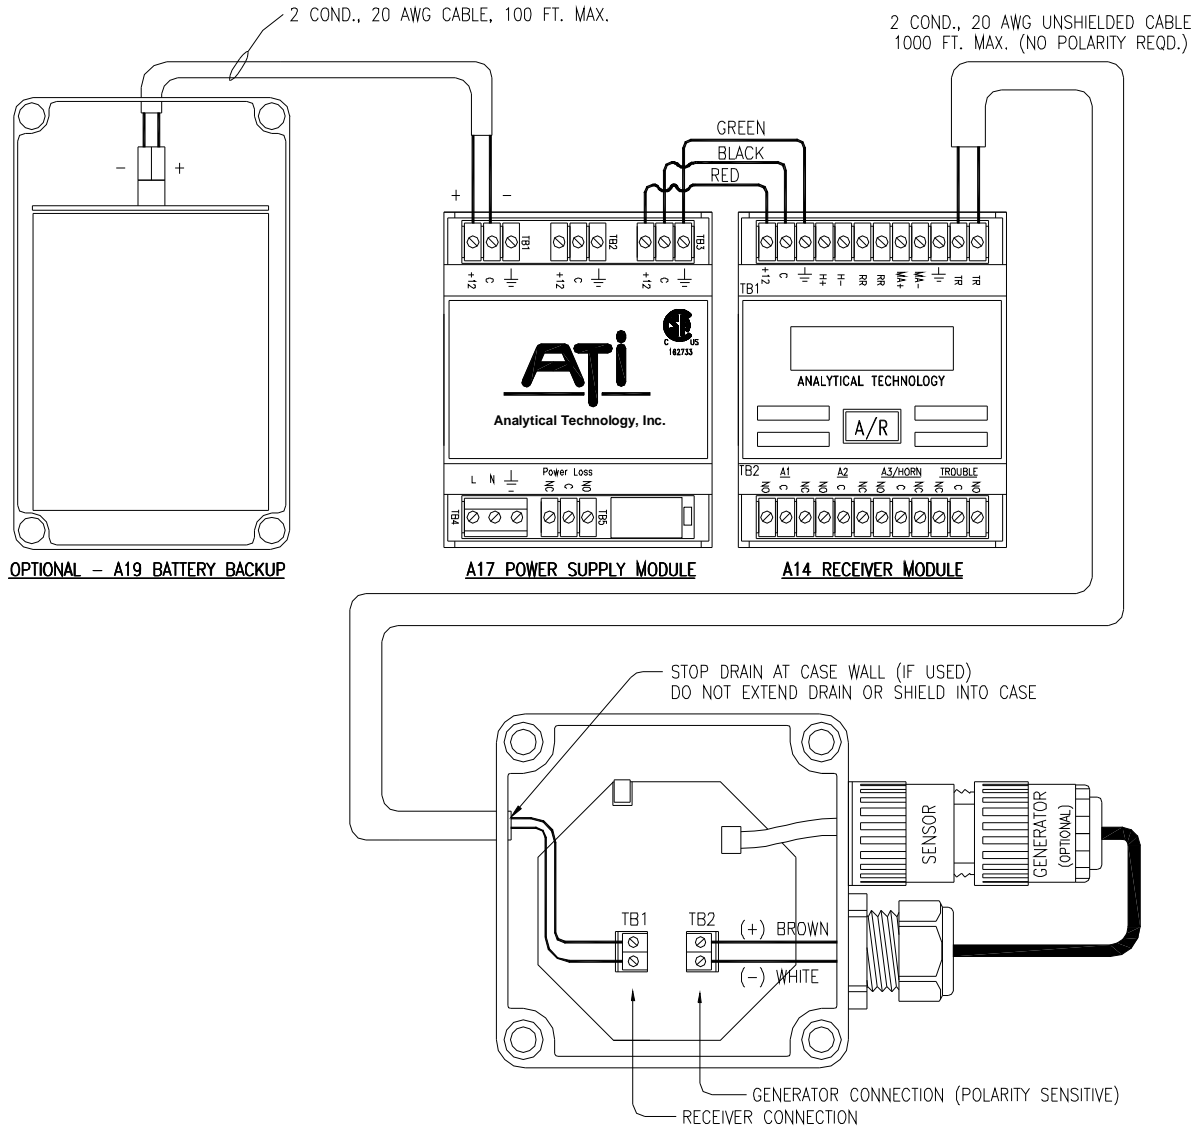 2 COND., 20 AWG CABLE, 100 FT. MAX.
2 COND., 20 AWG UNSHIELDED CABLE
1000 FT. MAX. (NO POLARITY REQD.)
GREEN
BLACK
RED
- +
+ -
TB1 TB2 TB3
+12 C +12 C +12 C
+12 C H+ H- RR RR MA+ MA- TR TR
TB1
C US
162733
ATi
Analytical Technology, Inc.
ANALYTICAL TECHNOLOGY
A/R
L N
Power Loss
NC C NO
TB4 TB5
TB2 A1 A2 A3/HORN TROUBLE
NO C NC NO C NC NO C NC NC C NO
OPTIONAL - A19 BATTERY BACKUP
A17 POWER SUPPLY MODULE
A14 RECEIVER MODULE
STOP DRAIN AT CASE WALL (IF USED)
DO NOT EXTEND DRAIN OR SHIELD INTO CASE
SENSOR
GENERATOR
(OPTIONAL)
TB1 TB2
(+) BROWN
(-) WHITE
GENERATOR CONNECTION (POLARITY SENSITIVE)
RECEIVER CONNECTION